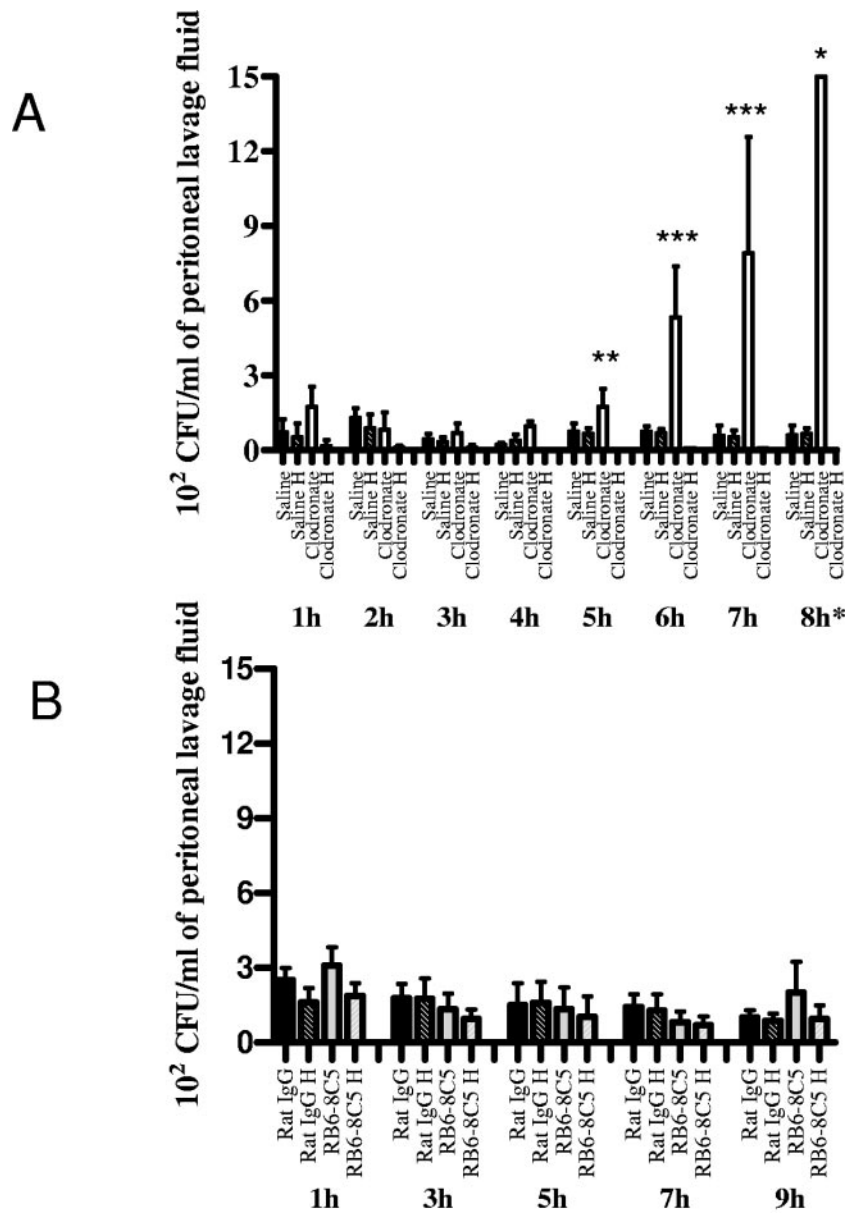 A
10² CFU/ml of peritoneal lavage fluid
15
12
9
6
3
0
**
***
***
*
Saline
Saline H
Clodronate
Clodronate H
Saline
Saline H
Clodronate
Clodronate H
Saline
Saline H
Clodronate
Clodronate H
Saline
Saline H
Clodronate
Clodronate H
Saline
Saline H
Clodronate
Clodronate H
Saline
Saline H
Clodronate
Clodronate H
Saline
Saline H
Clodronate
Clodronate H
Saline
Saline H
Clodronate
Clodronate H
1h 2h 3h 4h 5h 6h 7h 8h*
B
10² CFU/ml of peritoneal lavage fluid
15
12
9
6
3
0
Rat IgG
Rat IgG H
RB6-8C5
RB6-8C5 H
Rat IgG
Rat IgG H
RB6-8C5
RB6-8C5 H
Rat IgG
Rat IgG H
RB6-8C5
RB6-8C5 H
Rat IgG
Rat IgG H
RB6-8C5
RB6-8C5 H
Rat IgG
Rat IgG H
RB6-8C5
RB6-8C5 H
1h 3h 5h 7h 9h